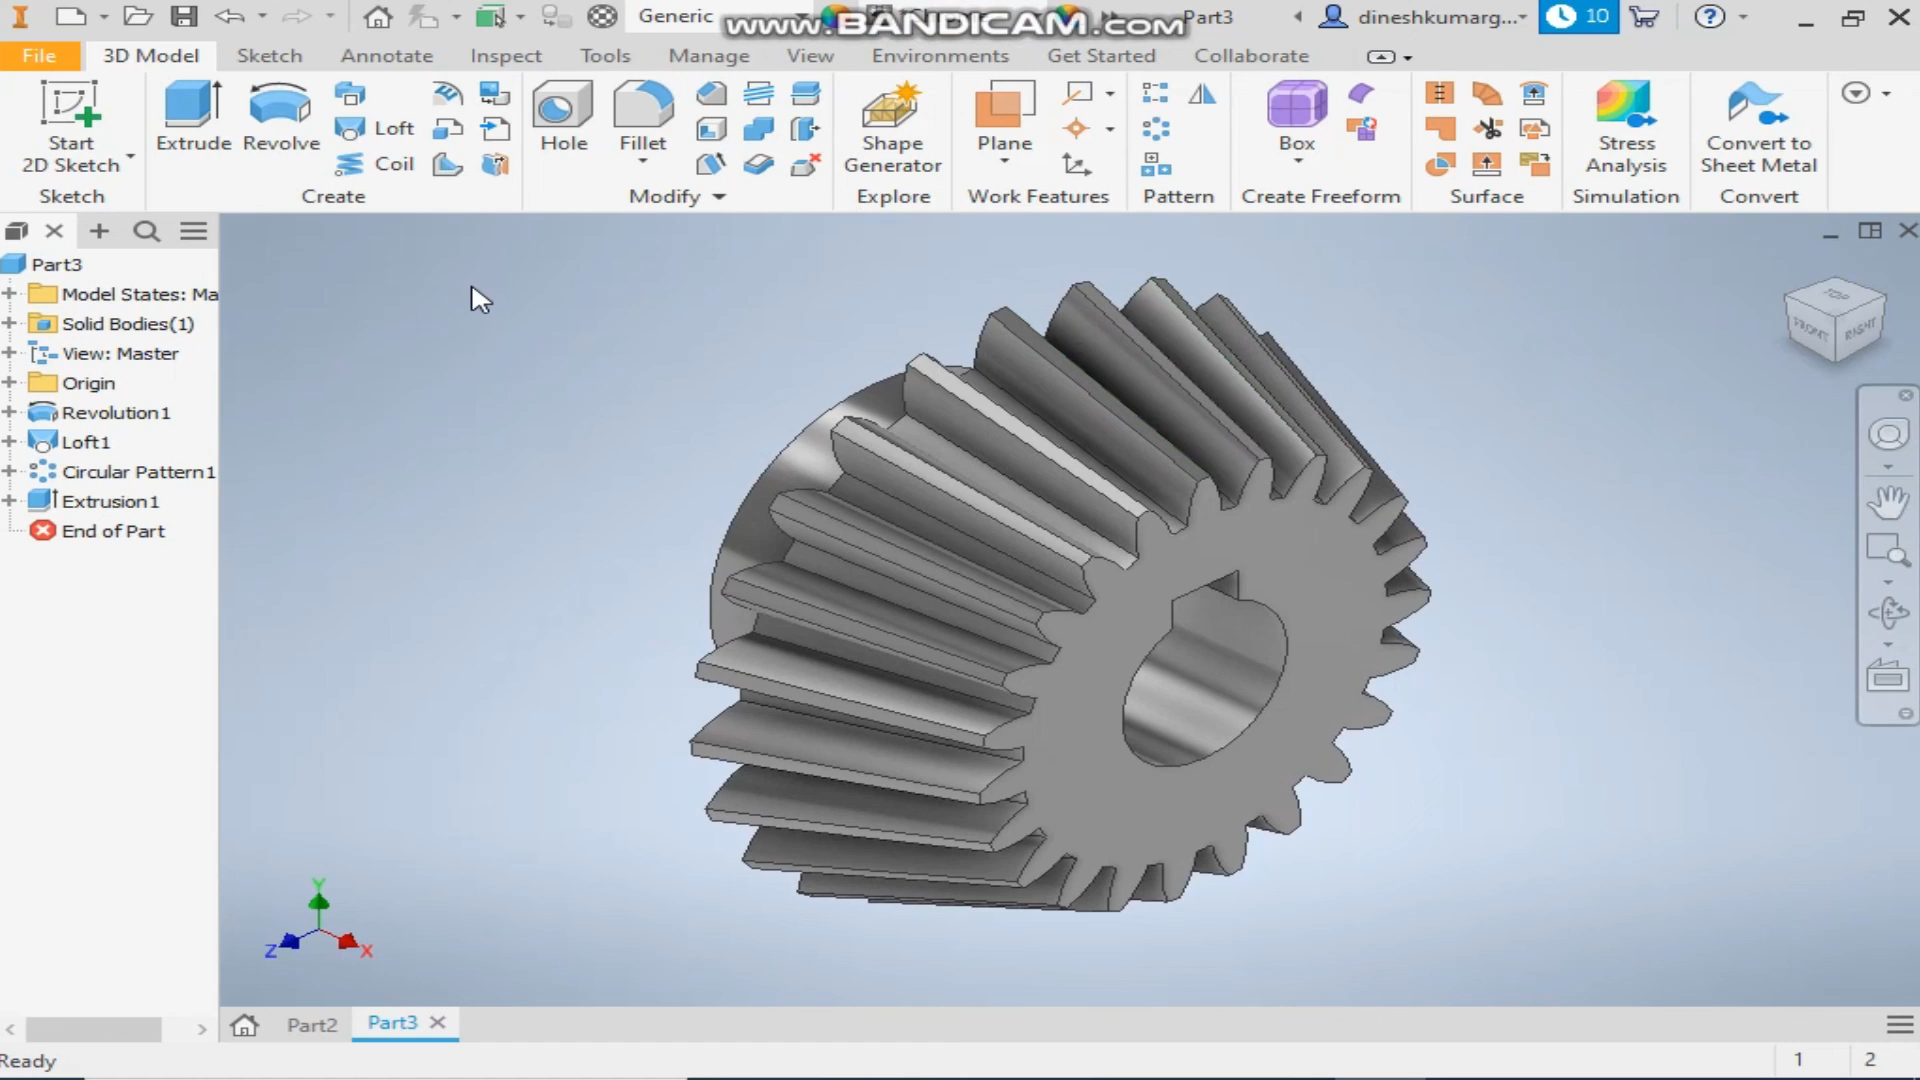 Generic
www.BANDICAM.com
Part3
dineshkumarg...
10
File
3D Model
Sketch
Annotate
Inspect
Tools
Manage
View
Environments
Get Started
Collaborate
Start
2D Sketch
Extrude
Revolve
Loft
Coil
Hole
Fillet
Shape
Generator
Plane
Box
Stress
Analysis
Convert to
Sheet Metal
Sketch
Create
Modify
Explore
Work Features
Pattern
Create Freeform
Surface
Simulation
Convert
Part3
Model States: Ma
Solid Bodies(1)
View: Master
Origin
Revolution1
Loft1
Circular Pattern1
Extrusion1
End of Part
TOP
FRONT
RIGHT
Y
Z
X
Part2
Part3
Ready
1
2